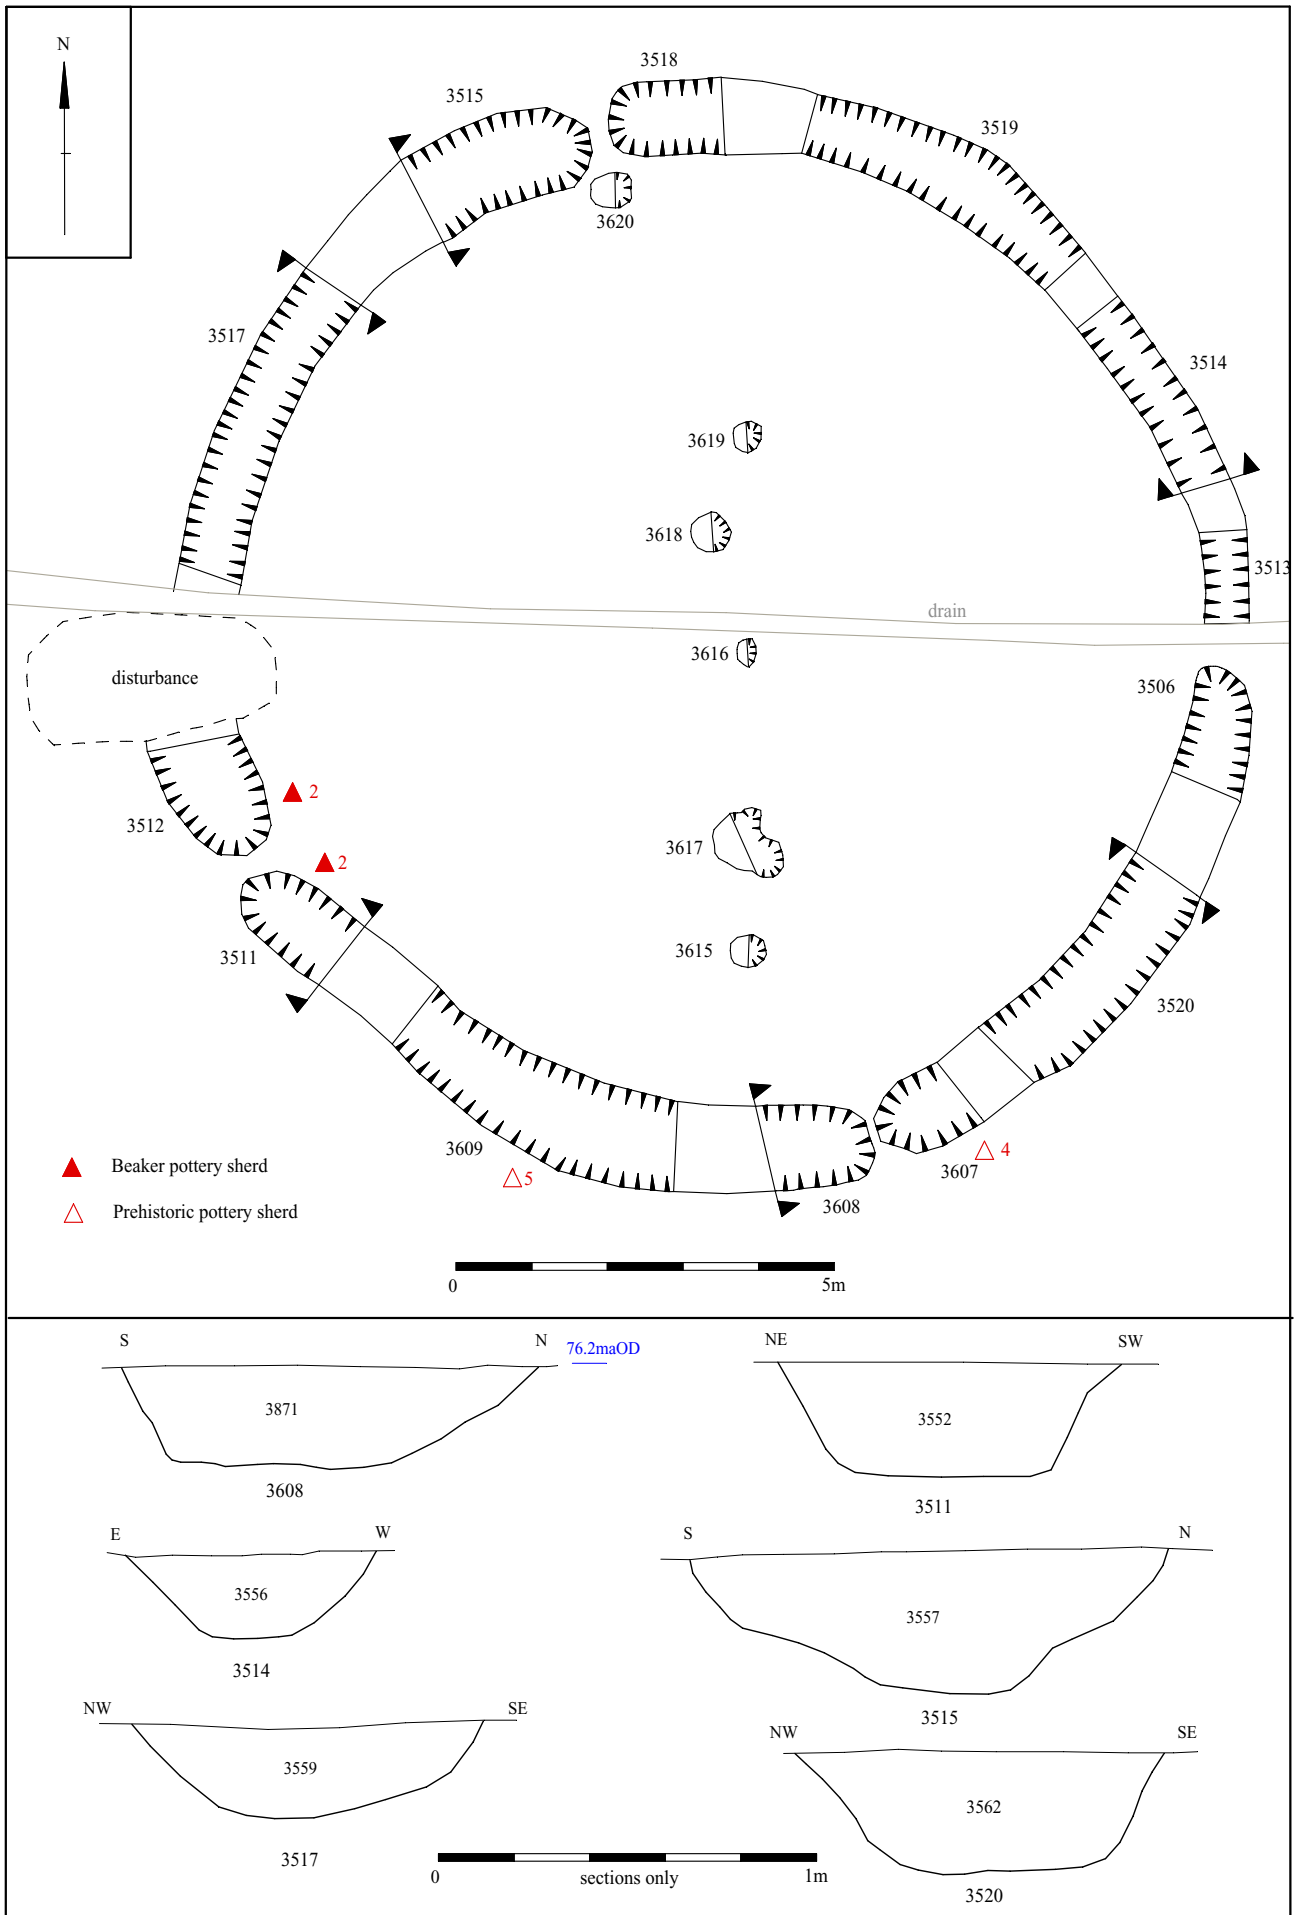 N
3518
3515
3519
3620
3517
3514
3619
3618
3513
drain
3616
3506
disturbance
2
3512
3617
2
3511
3615
3520
3609
5
3607
4
3608
Beaker pottery sherd
Prehistoric pottery sherd
0 5m
S N
76.2maOD
NE SW
3871
3552
3608
3511
E W
S N
3556
3557
3514
3515
NW SE
NW SE
3559
3562
3517
3520
0 sections only 1m